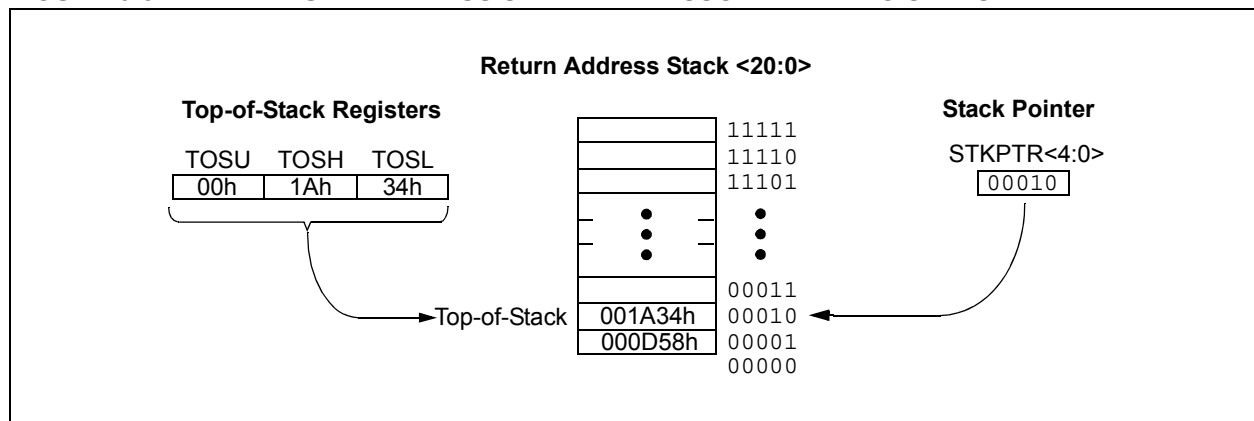 Return Address Stack <20:0>
Top-of-Stack Registers
Stack Pointer
TOSU TOSH TOSL
00h 1Ah 34h
STKPTR<4:0>
00010
11111
11110
11101
00011
Top-of-Stack 001A34h 00010
000D58h 00001
00000